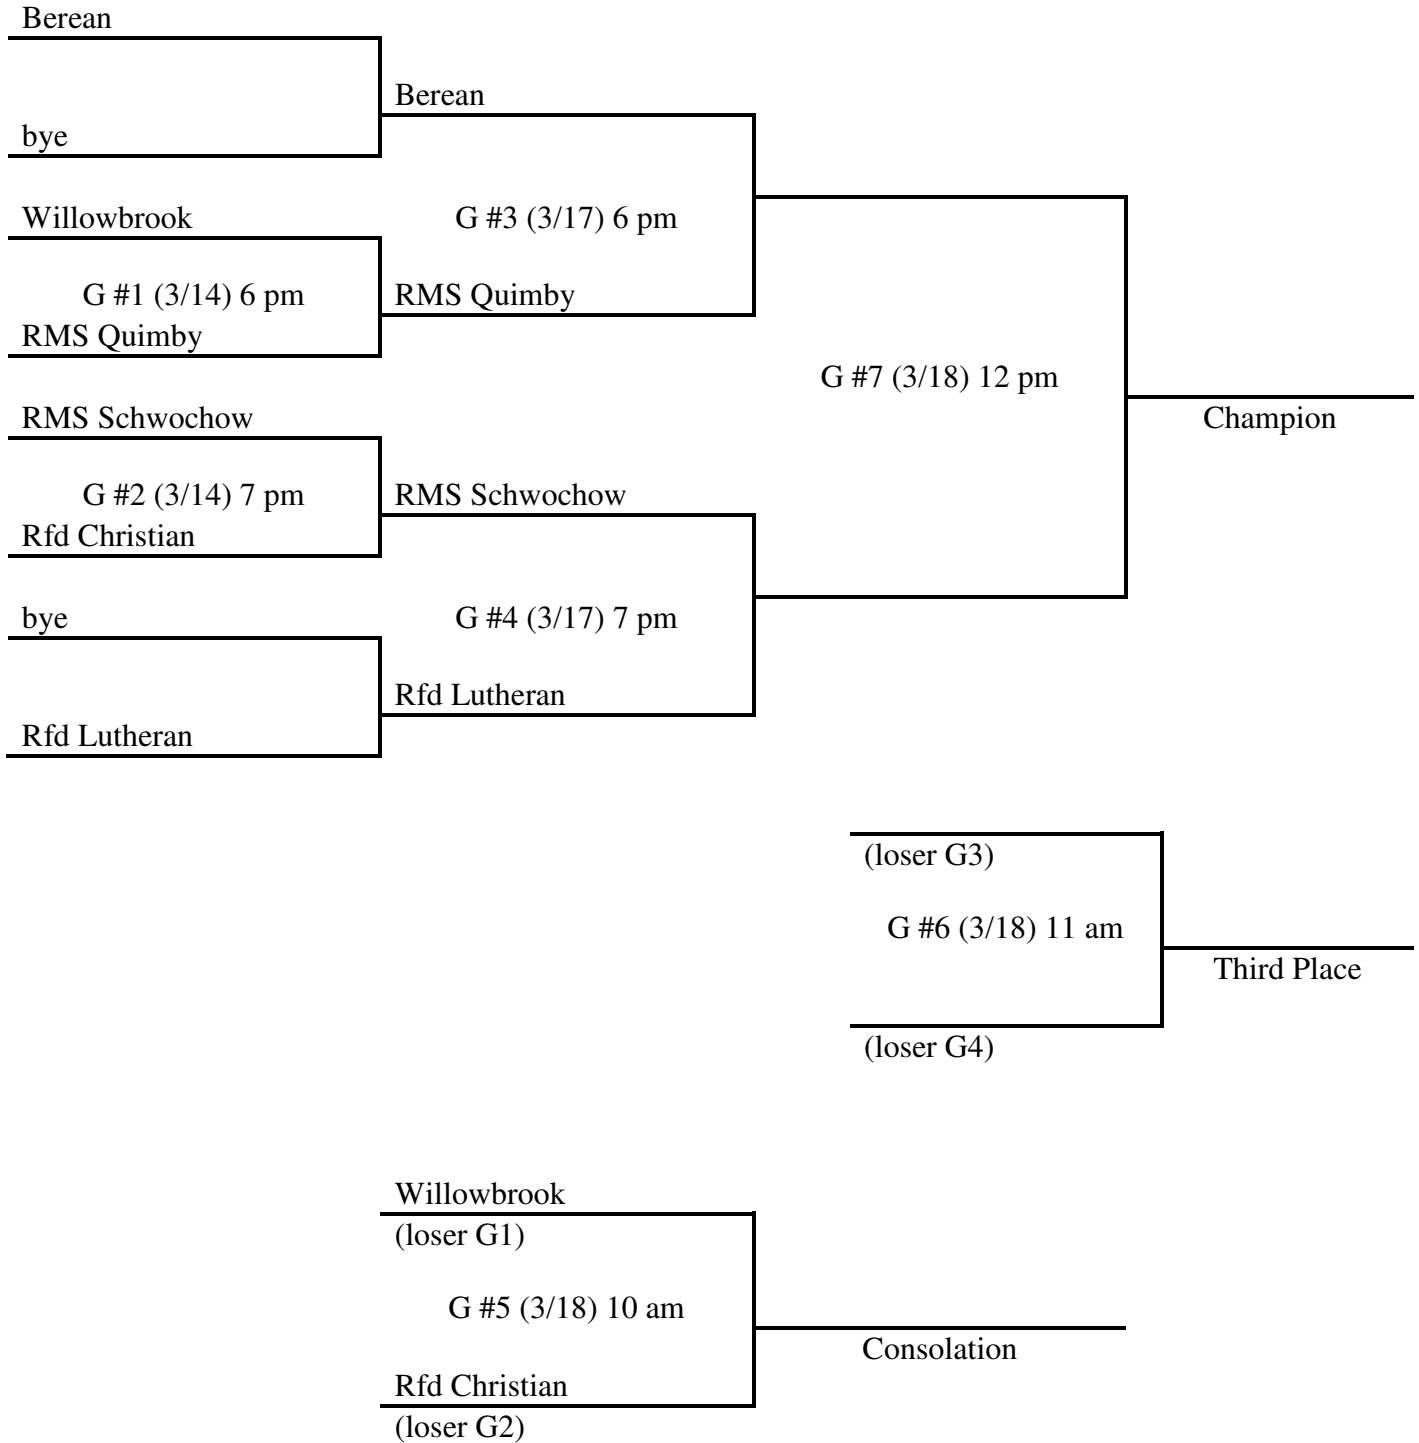 Berean
Berean
bye
Willowbrook
G #3 (3/17) 6 pm
G #1 (3/14) 6 pm
RMS Quimby
RMS Quimby
G #7 (3/18) 12 pm
RMS Schwochow
Champion
G #2 (3/14) 7 pm
RMS Schwochow
Rfd Christian
bye
G #4 (3/17) 7 pm
Rfd Lutheran
Rfd Lutheran
(loser G3)
G #6 (3/18) 11 am
Third Place
(loser G4)
Willowbrook
(loser G1)
G #5 (3/18) 10 am
Consolation
Rfd Christian
(loser G2)